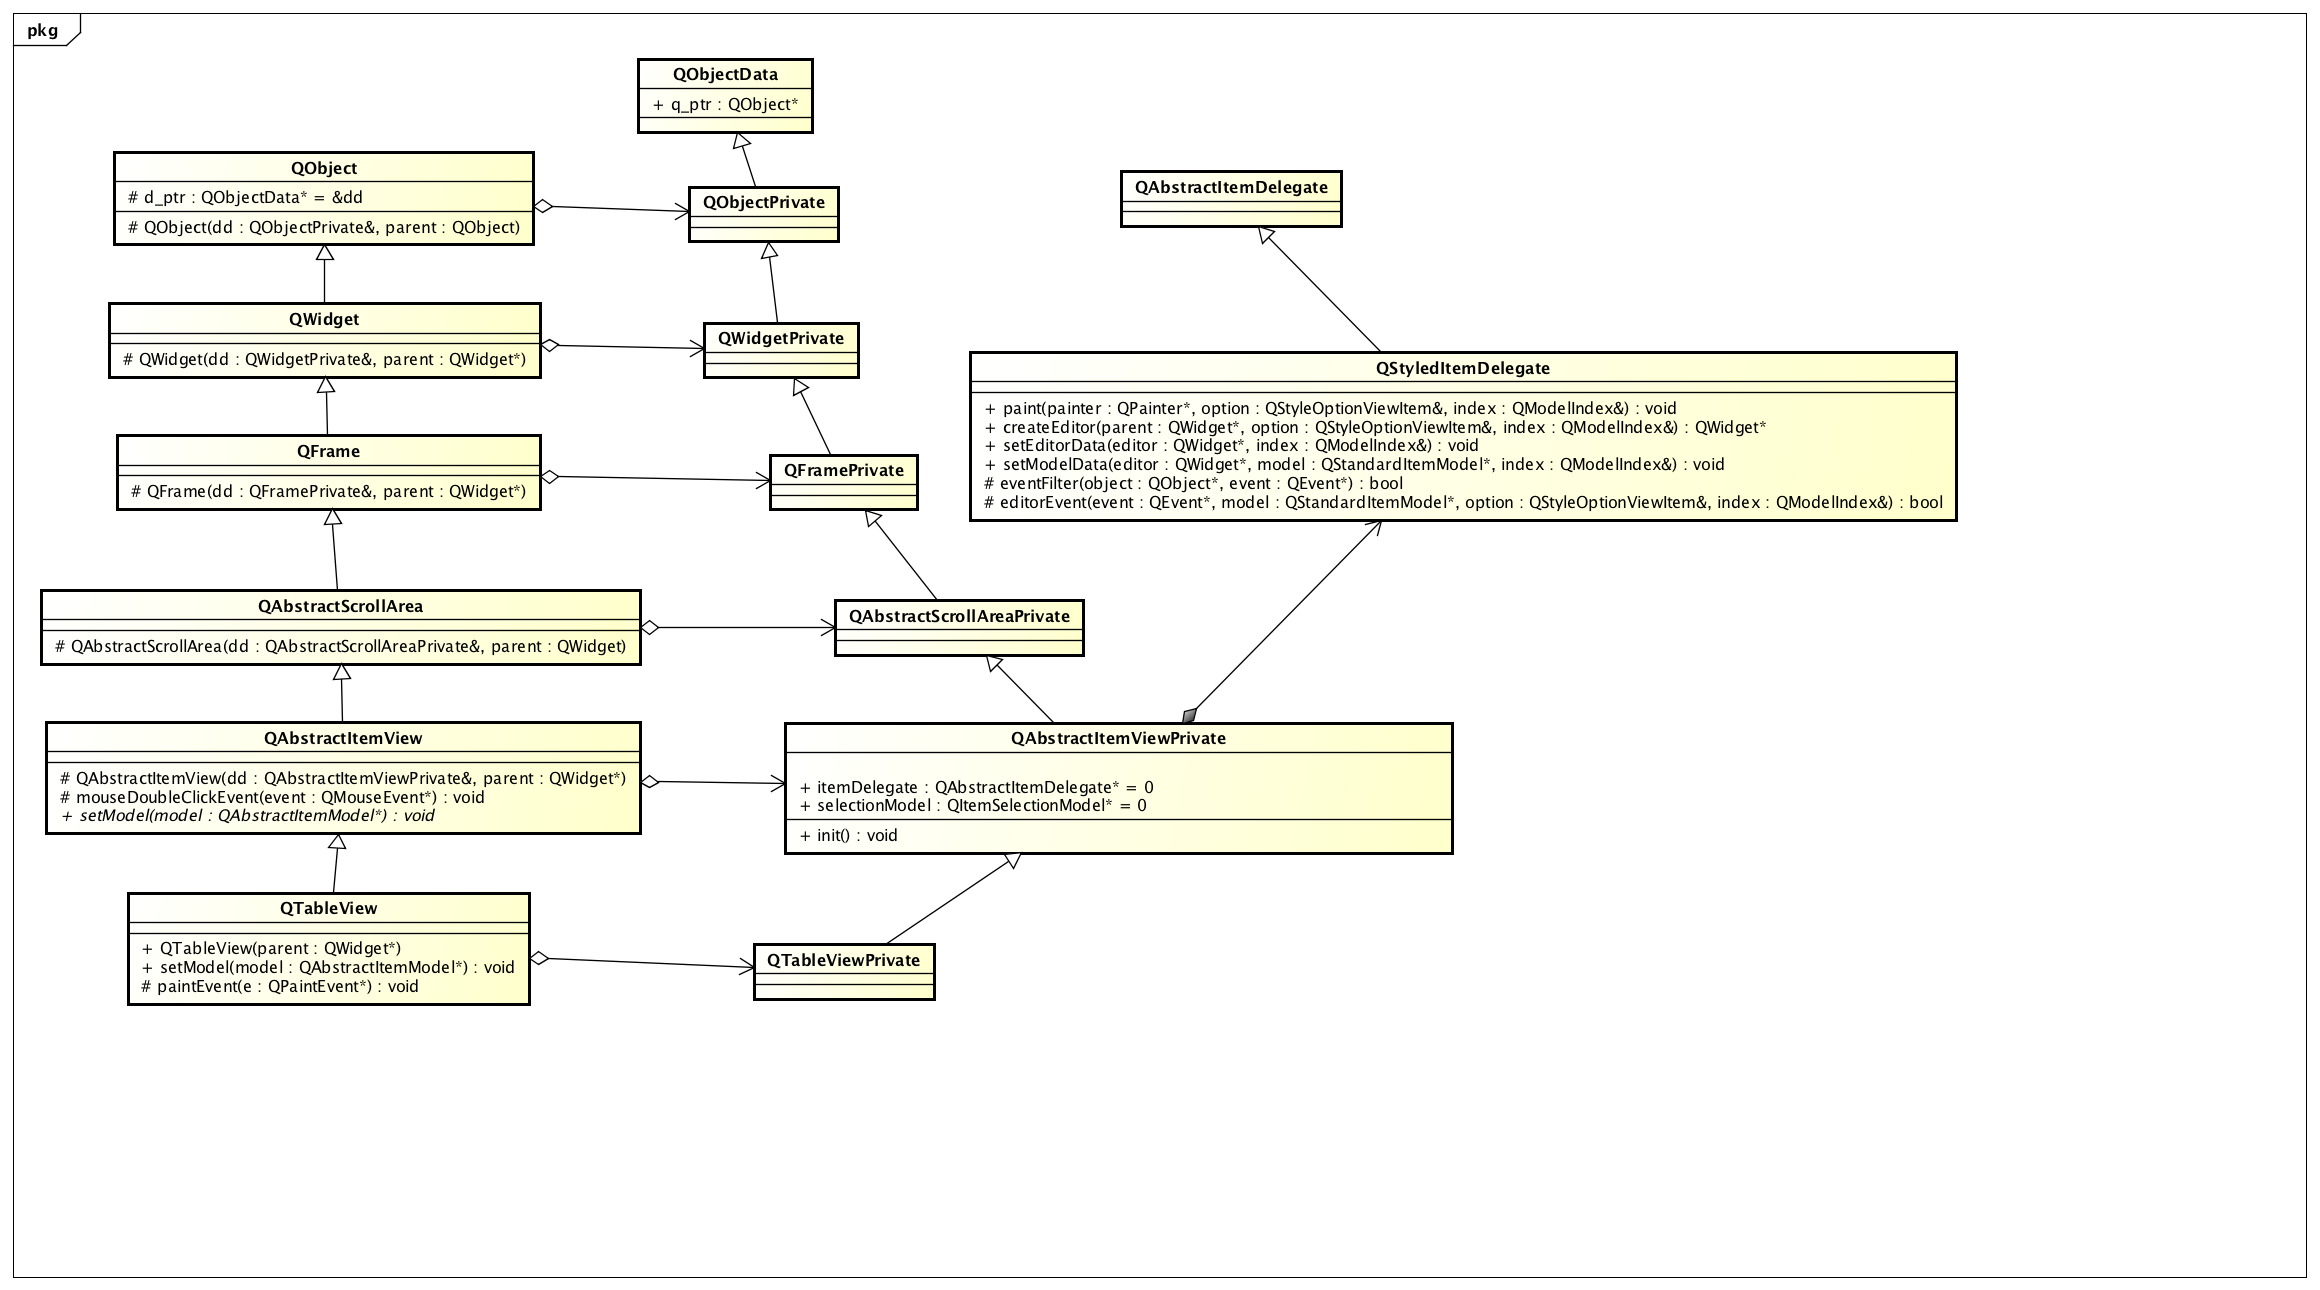 pkg
QObjectData
+ q_ptr : QObject*
QObject
# d_ptr : QObjectData* = &dd
# QObject(dd : QObjectPrivate&, parent : QObject)
QObjectPrivate
QAbstractItemDelegate
QWidget
# QWidget(dd : QWidgetPrivate&, parent : QWidget*)
QWidgetPrivate
QStyledItemDelegate
+ paint(painter : QPainter*, option : QStyleOptionViewItem&, index : QModelIndex&) : void
+ createEditor(parent : QWidget*, option : QStyleOptionViewItem&, index : QModelIndex&) : QWidget*
+ setEditorData(editor : QWidget*, index : QModelIndex&) : void
+ setModelData(editor : QWidget*, model : QStandardItemModel*, index : QModelIndex&) : void
# eventFilter(object : QObject*, event : QEvent*) : bool
# editorEvent(event : QEvent*, model : QStandardItemModel*, option : QStyleOptionViewItem&, index : QModelIndex&) : bool
QFrame
# QFrame(dd : QFramePrivate&, parent : QWidget*)
QFramePrivate
QAbstractScrollArea
# QAbstractScrollArea(dd : QAbstractScrollAreaPrivate&, parent : QWidget)
QAbstractScrollAreaPrivate
QAbstractItemView
# QAbstractItemView(dd : QAbstractItemViewPrivate&, parent : QWidget*)
# mouseDoubleClickEvent(event : QMouseEvent*) : void
+ setModel(model : QAbstractItemModel*) : void
QAbstractItemViewPrivate
+ itemDelegate : QAbstractItemDelegate* = 0
+ selectionModel : QItemSelectionModel* = 0
+ init() : void
QTableView
+ QTableView(parent : QWidget*)
+ setModel(model : QAbstractItemModel*) : void
# paintEvent(e : QPaintEvent*) : void
QTableViewPrivate